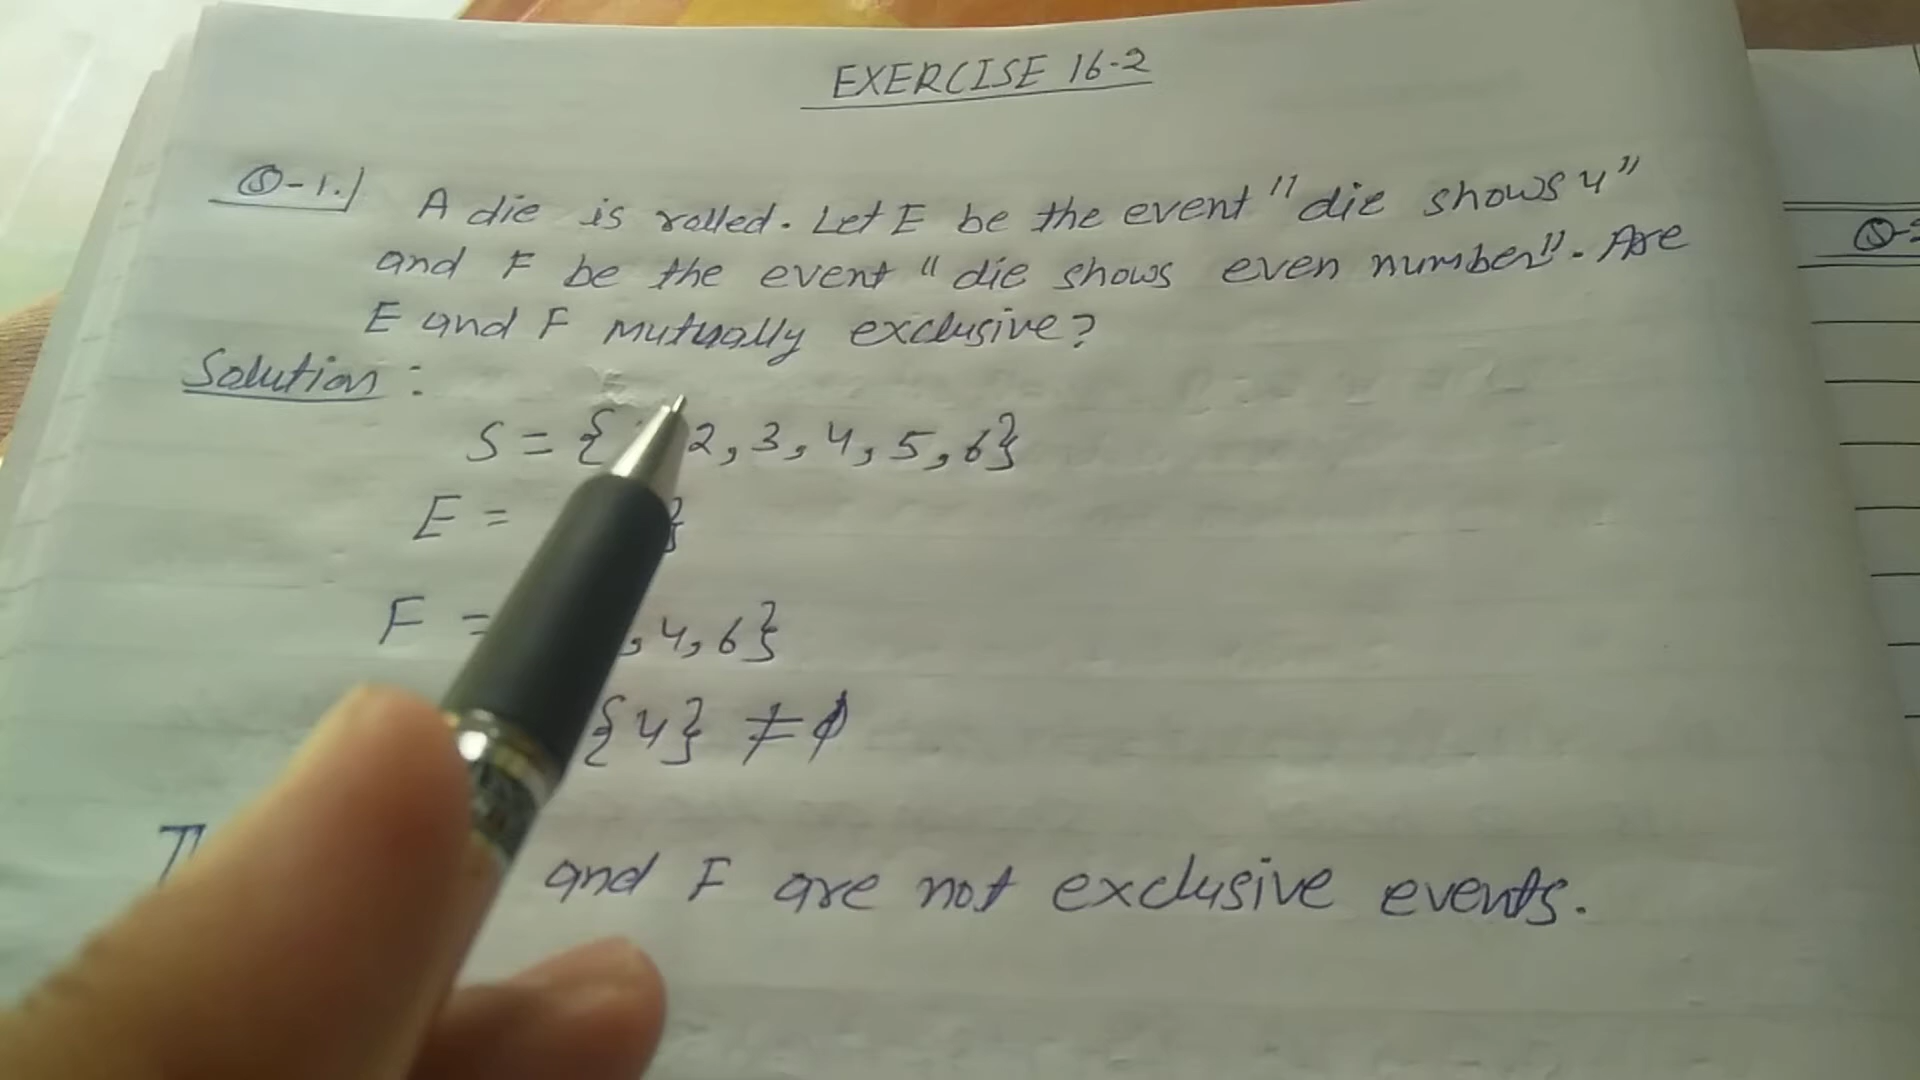 EXERCISE 16.2
Q-1.) A die is rolled. Let E be the event "die shows 4"
and F be the event "die shows even number". Are
E and F mutually exclusive?
Solution:
S = { 2, 3, 4, 5, 6}
E = }
F = , 4, 6}
{4} ≠ ϕ
and F are not exclusive events.